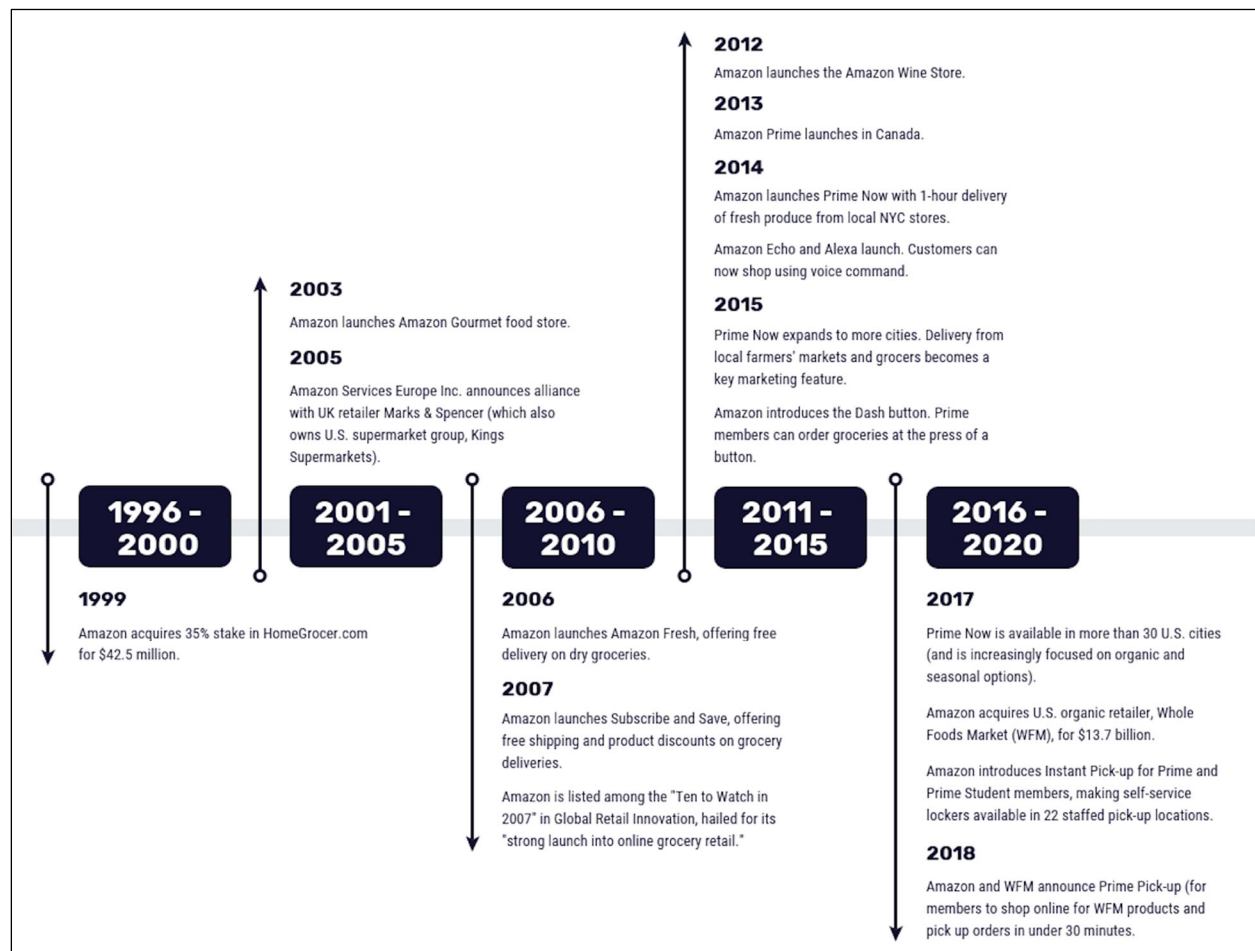 1996 -
2000
1999
Amazon acquires 35% stake in HomeGrocer.com
for $42.5 million.
2003
Amazon launches Amazon Gourmet food store.
2005
Amazon Services Europe Inc. announces alliance
with UK retailer Marks & Spencer (which also
owns U.S. supermarket group, Kings
Supermarkets).
2001 -
2005
2006 -
2010
2006
Amazon launches Amazon Fresh, offering free
delivery on dry groceries.
2007
Amazon launches Subscribe and Save, offering
free shipping and product discounts on grocery
deliveries.
Amazon is listed among the "Ten to Watch in
2007" in Global Retail Innovation, hailed for its
"strong launch into online grocery retail."
2012
Amazon launches the Amazon Wine Store.
2013
Amazon Prime launches in Canada.
2014
Amazon launches Prime Now with 1-hour delivery
of fresh produce from local NYC stores.
Amazon Echo and Alexa launch. Customers can
now shop using voice command.
2015
Prime Now expands to more cities. Delivery from
local farmers' markets and grocers becomes a
key marketing feature.
Amazon introduces the Dash button. Prime
members can order groceries at the press of a
button.
2011 -
2015
2016 -
2020
2017
Prime Now is available in more than 30 U.S. cities
(and is increasingly focused on organic and
seasonal options).
Amazon acquires U.S. organic retailer, Whole
Foods Market (WFM), for $13.7 billion.
Amazon introduces Instant Pick-up for Prime and
Prime Student members, making self-service
lockers available in 22 staffed pick-up locations.
2018
Amazon and WFM announce Prime Pick-up (for
members to shop online for WFM products and
pick up orders in under 30 minutes.